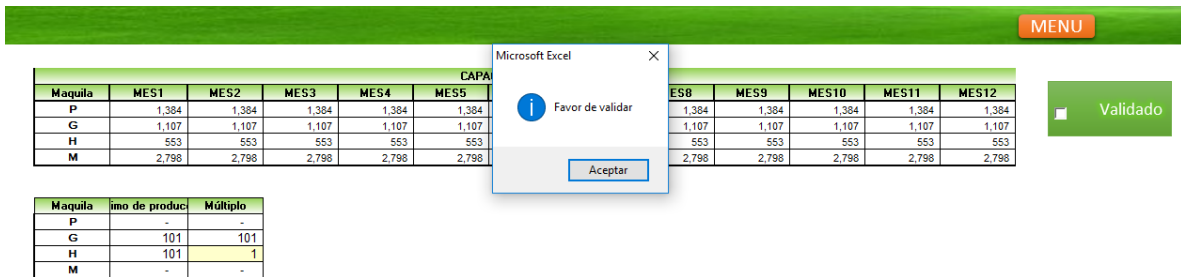 MENU
Microsoft Excel
Favor de validar
Aceptar
Validado
Maquila MES1 MES2 MES3 MES4 MES5 MES9 MES10 MES11 MES12
P 1,384 1,384 1,384 1,384 1,384 1,384 1,384 1,384 1,384 1,384
G 1,107 1,107 1,107 1,107 1,107 1,107 1,107 1,107 1,107 1,107
H 553 553 553 553 553 553 553 553 553 553
M 2,798 2,798 2,798 2,798 2,798 2,798 2,798 2,798 2,798 2,798
Maquila imo de produc Múltiplo
P - -
G 101 101
H 101 1
M - -